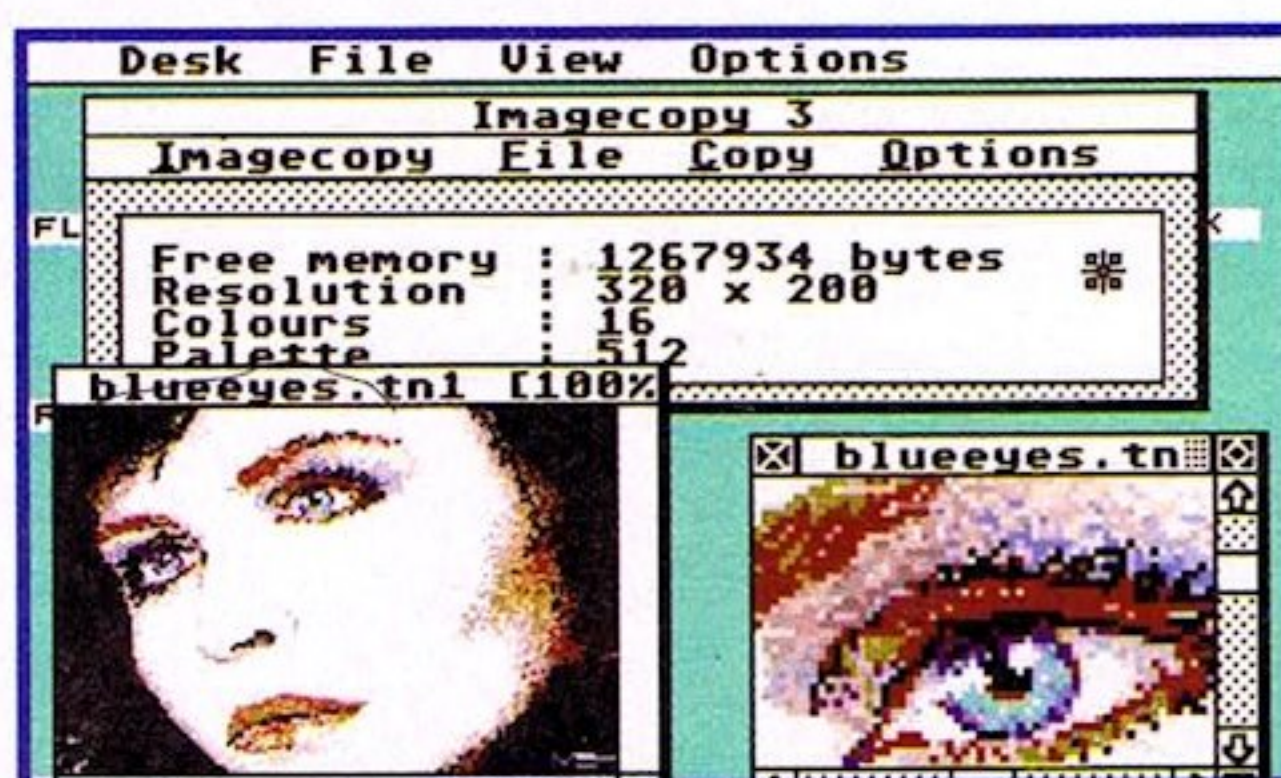 Desk File View Options
Imagecopy 3
Imagecopy File Copy Options
FL
Free memory : 1267934 bytes
Resolution : 320 x 200
Colours : 16
Palette : 512
blueeyes.tn1 [100%
blueeyes.tn